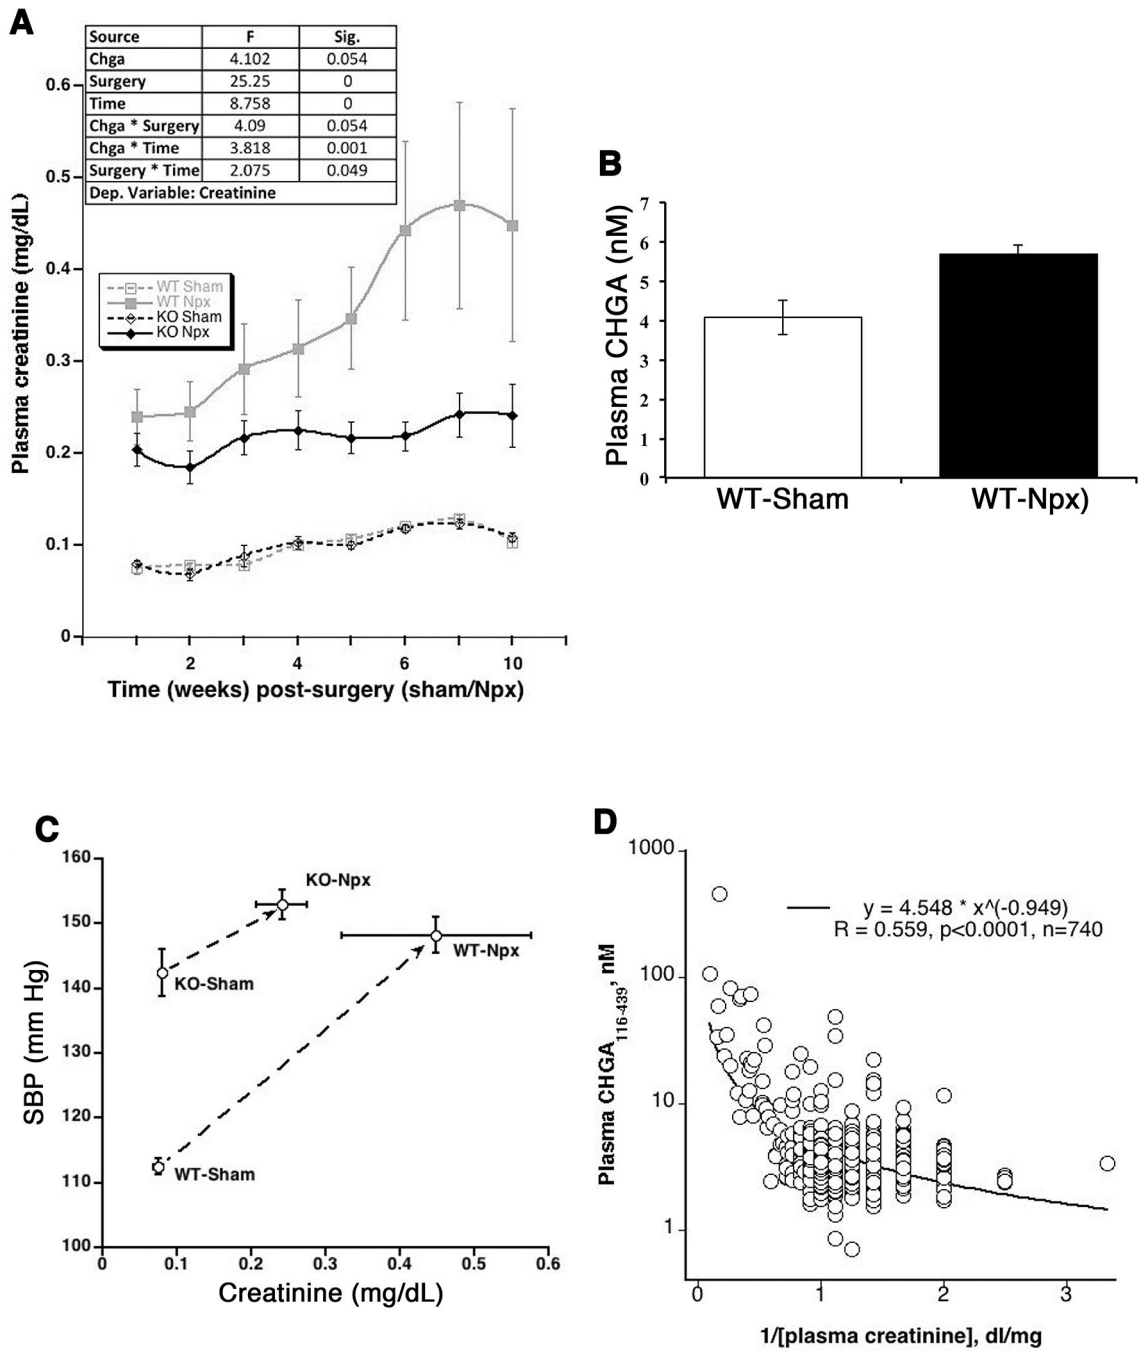 A
Source F Sig.
Chga 4.102 0.054
Surgery 25.25 0
Time 8.758 0
Chga * Surgery 4.09 0.054
Chga * Time 3.818 0.001
Surgery * Time 2.075 0.049
Dep. Variable: Creatinine
0.6
0.5
0.4
0.3
0.2
0.1
0
Plasma creatinine (mg/dL)
WT Sham
WT Npx
KO Sham
KO Npx
2 4 6 8 10
Time (weeks) post-surgery (sham/Npx)
B
Plasma CHGA (nM)
7
6
5
4
3
2
1
0
WT-Sham WT-Npx)
C
SBP (mm Hg)
160
150
140
130
120
110
100
KO-Npx
WT-Npx
KO-Sham
WT-Sham
0 0.1 0.2 0.3 0.4 0.5 0.6
Creatinine (mg/dL)
D
Plasma CHGA116-439, nM
1000
100
10
1
y = 4.548 * x^(-0.949)
R = 0.559, p<0.0001, n=740
0 1 2 3
1/[plasma creatinine], dl/mg